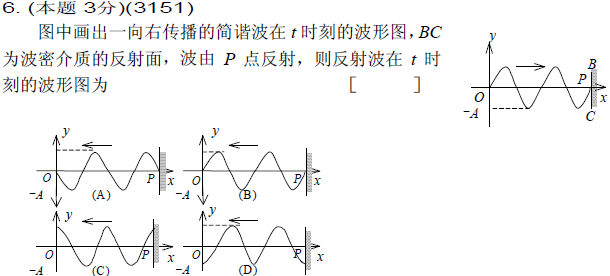 6. (本题 3分)(3151)
图中画出一向右传播的简谐波在 t 时刻的波形图，BC
为波密介质的反射面，波由 P 点反射，则反射波在 t 时
刻的波形图为 [ ]
y
B
P
O
x
-A
C
y
O
P
x
-A
(A)
y
O
P
x
-A
(B)
y
O
P
x
-A
(C)
y
O
P
x
-A
(D)